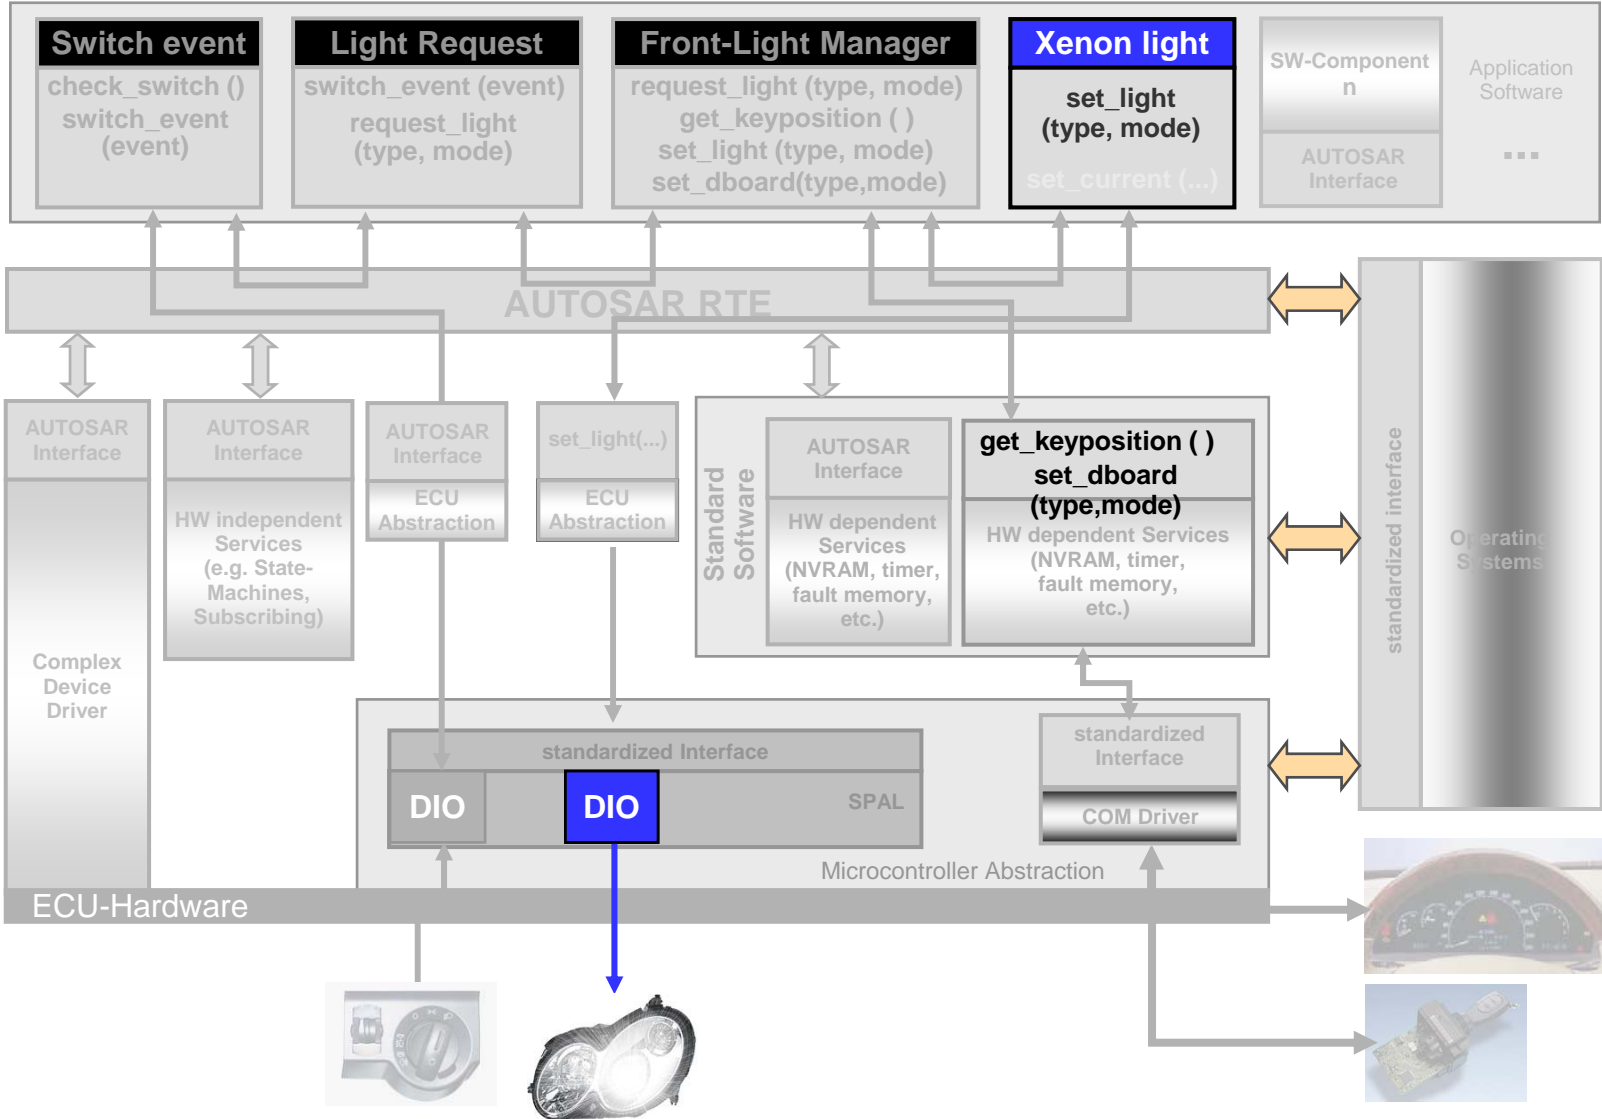 Switch event
check_switch ()
switch_event
(event)
Light Request
switch_event (event)
request_light
(type, mode)
Front-Light Manager
request_light (type, mode)
get_keyposition ( )
set_light (type, mode)
set_dboard(type,mode)
Xenon light
set_light
(type, mode)
set_current (...)
SW-Component
n
AUTOSAR
Interface
Application
Software
...
AUTOSAR RTE
AUTOSAR
Interface
Complex
Device
Driver
AUTOSAR
Interface
HW independent
Services
(e.g. State-
Machines,
Subscribing)
AUTOSAR
Interface
ECU
Abstraction
set_light(...)
ECU
Abstraction
Standard
Software
AUTOSAR
Interface
HW dependent
Services
(NVRAM, timer,
fault memory,
etc.)
get_keyposition ( )
set_dboard
(type,mode)
HW dependent Services
(NVRAM, timer,
fault memory,
etc.)
standardized interface
Operating
Systems
standardized Interface
DIO
DIO
SPAL
standardized
Interface
COM Driver
Microcontroller Abstraction
ECU-Hardware